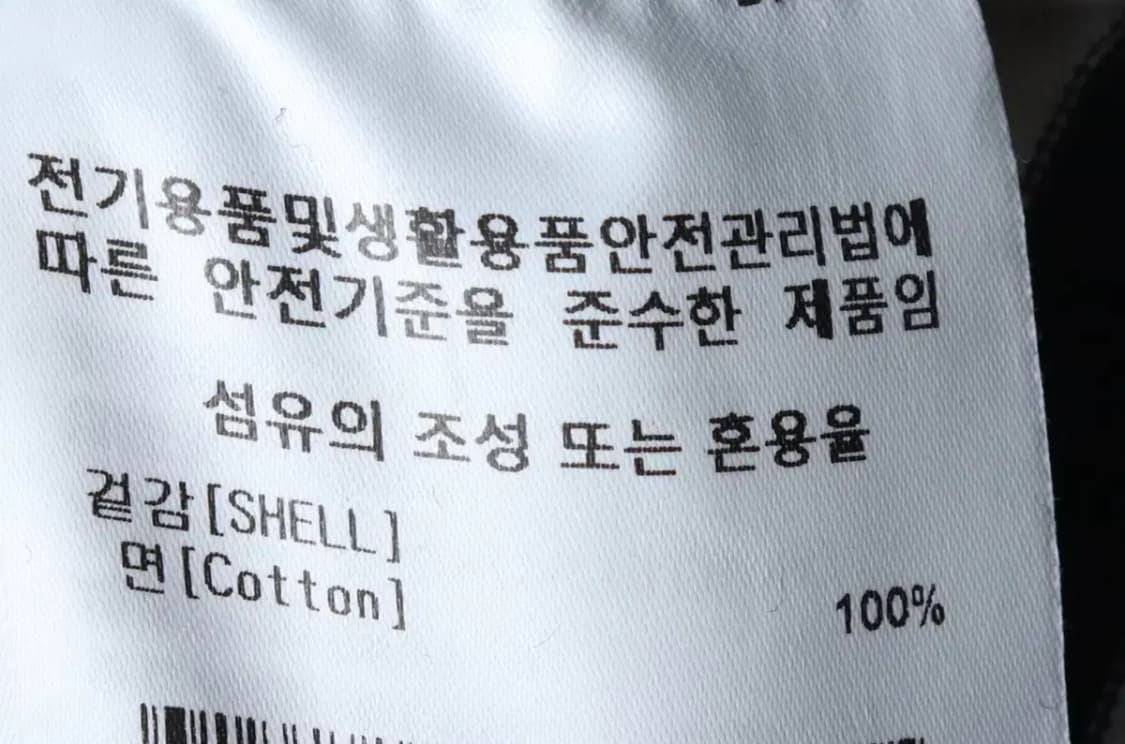 전기용품및생활용품안전관리법에
따른 안전기준을 준수한 제품임
섬유의 조성 또는 혼용율
겉감[SHELL]
면[Cotton] 100%